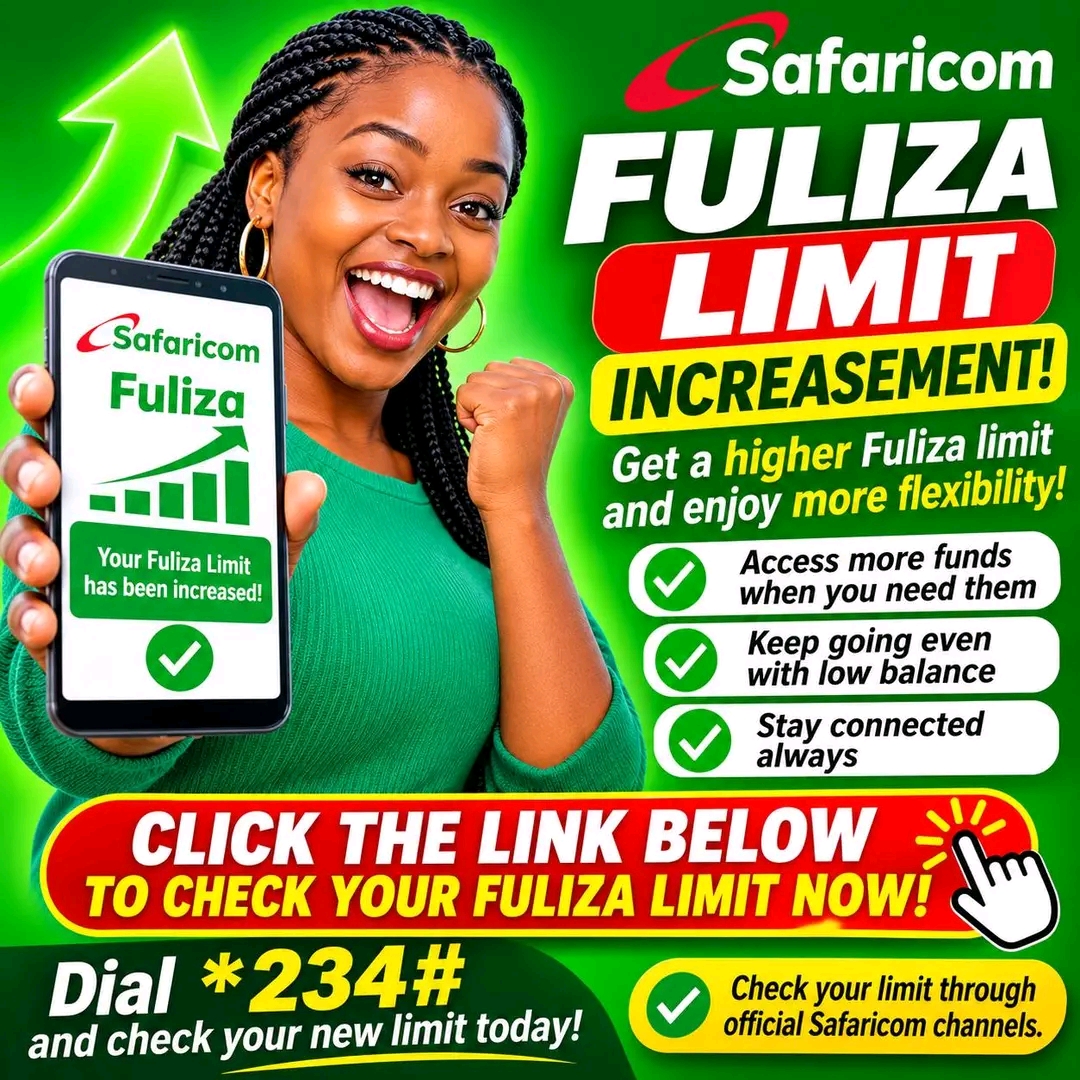 Safaricom
FULIZA
LIMIT
INCREASEMENT!
Get a higher Fuliza limit
and enjoy more flexibility!
Access more funds
when you need them
Keep going even
with low balance
Stay connected
always
Safaricom
Fuliza
Your Fuliza Limit
has been increased!
CLICK THE LINK BELOW
TO CHECK YOUR FULIZA LIMIT NOW!
Dial *234#
and check your new limit today!
Check your limit through
official Safaricom channels.